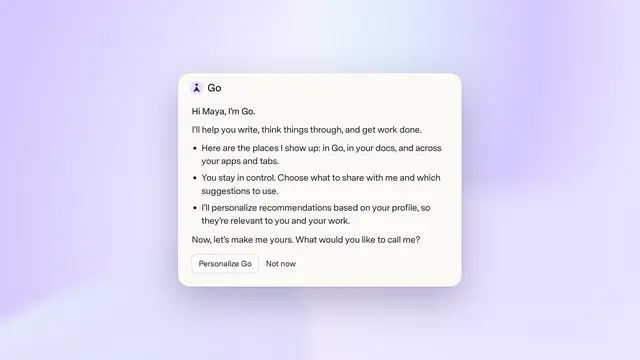 Go
Hi Maya, I'm Go.
I'll help you write, think things through, and get work done.
• Here are the places I show up: in Go, in your docs, and across
your apps and tabs.
• You stay in control. Choose what to share with me and which
suggestions to use.
• I'll personalize recommendations based on your profile, so
they're relevant to you and your work.
Now, let's make me yours. What would you like to call me?
Personalize Go Not now